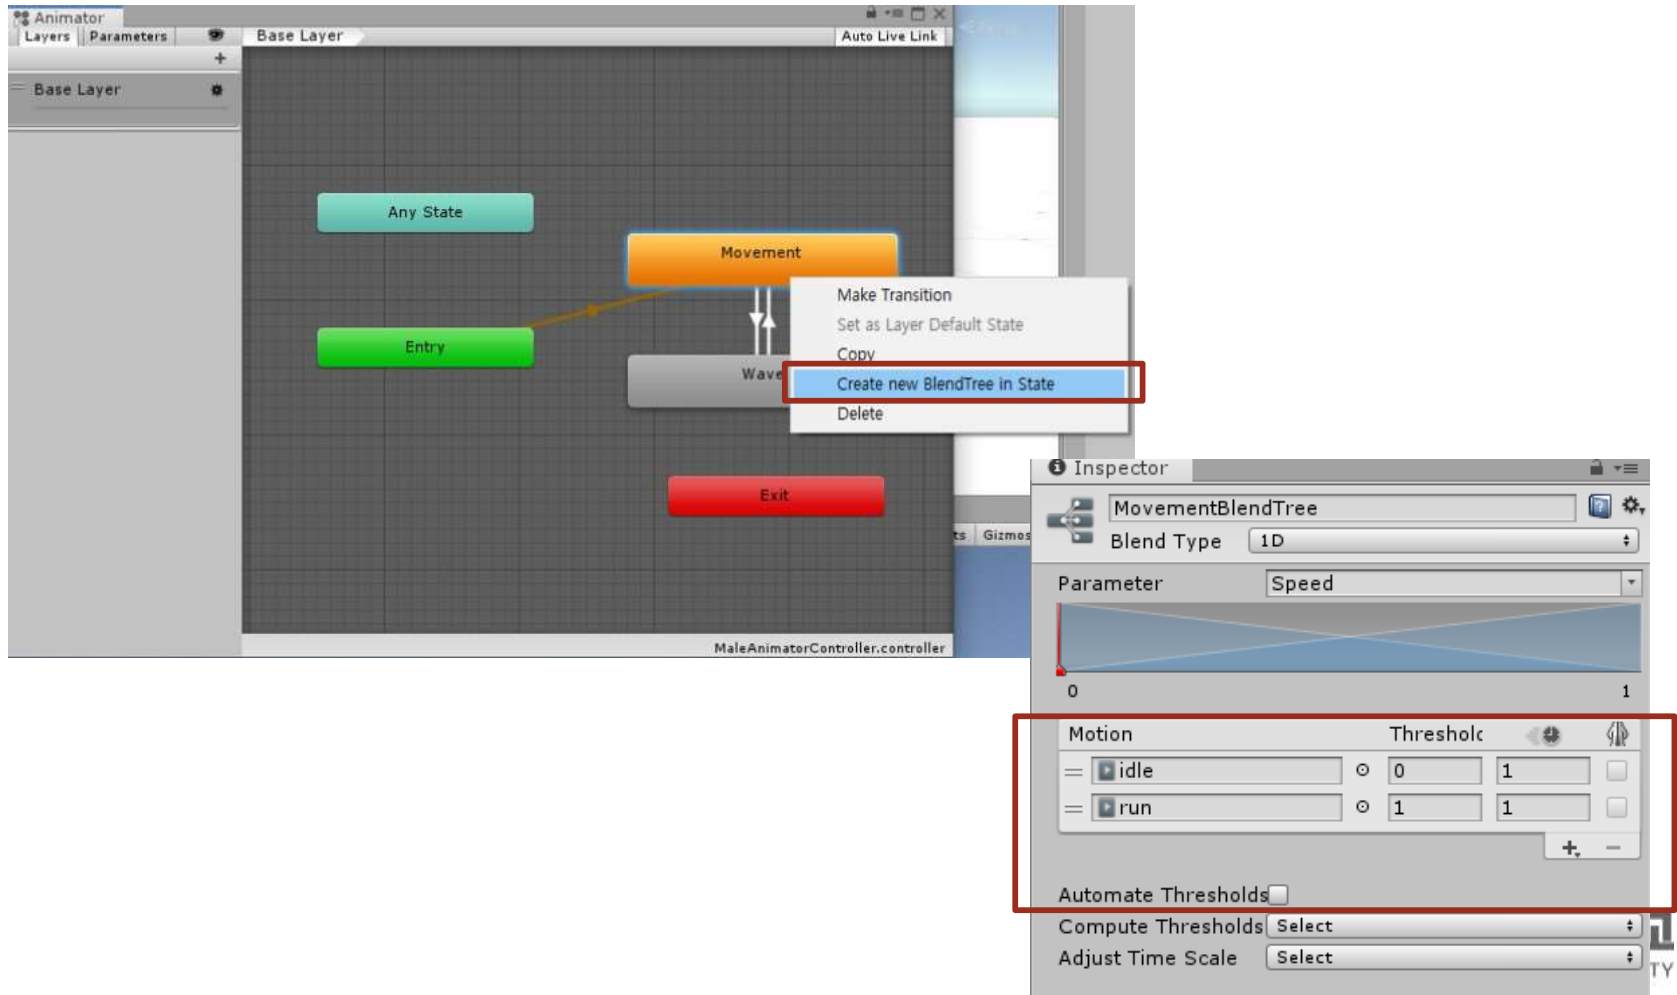 Animator
Layers Parameters
Base Layer
Auto Live Link
Base Layer
Any State
Movement
Make Transition
Set as Layer Default State
Entry
Copy
Wave
Create new BlendTree in State
Delete
Exit
ts Gizmos
MaleAnimatorController.controller
Inspector
MovementBlendTree
Blend Type 1D
Parameter Speed
0 1
Motion Threshold
idle 0 1
run 1 1
Automate Thresholds
Compute Thresholds Select
Adjust Time Scale Select
TY